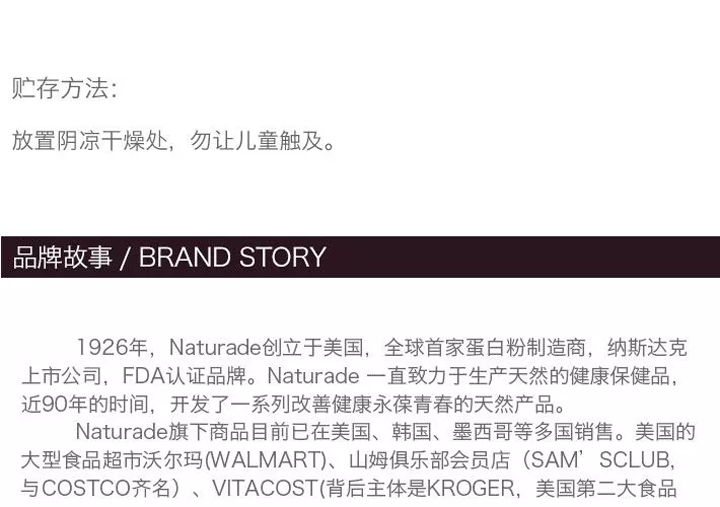 贮存方法：
放置阴凉干燥处，勿让儿童触及。
品牌故事 / BRAND STORY
1926年，Naturade创立于美国，全球首家蛋白粉制造商，纳斯达克
上市公司，FDA认证品牌。Naturade 一直致力于生产天然的健康保健品，
近90年的时间，开发了一系列改善健康永葆青春的天然产品。
Naturade旗下商品目前已在美国、韩国、墨西哥等多国销售。美国的
大型食品超市沃尔玛(WALMART)、山姆俱乐部会员店（SAM’SCLUB,
与COSTCO齐名）、VITACOST(背后主体是KROGER，美国第二大食品